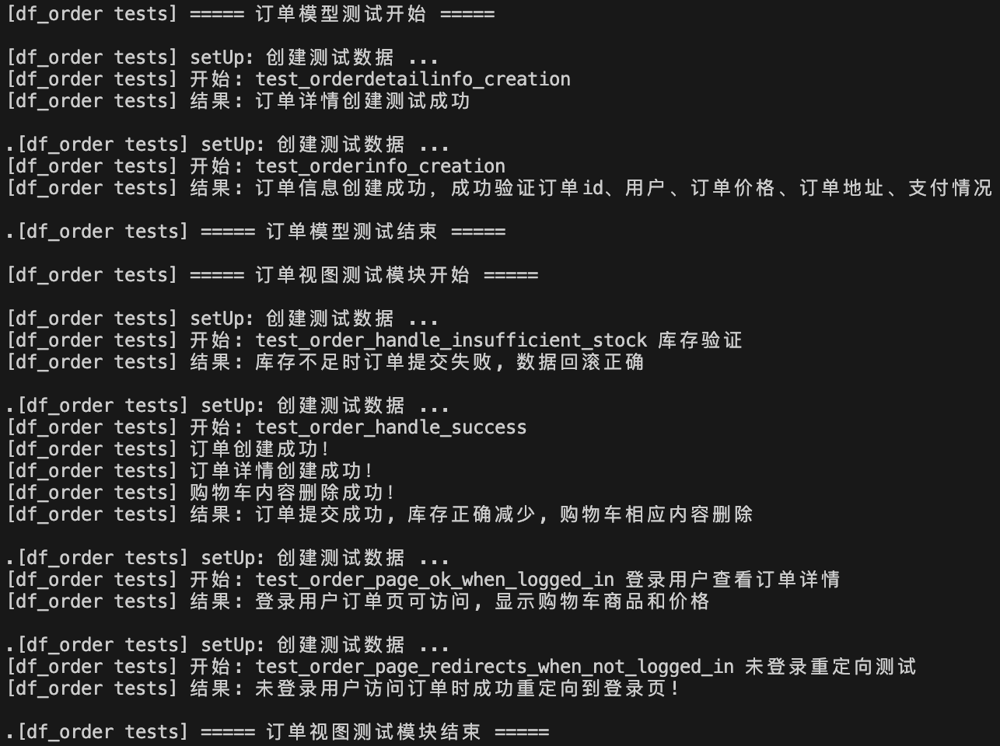 [df_order tests] ===== 订单模型测试开始 =====
[df_order tests] setUp: 创建测试数据 ...
[df_order tests] 开始: test_orderdetailinfo_creation
[df_order tests] 结果: 订单详情创建测试成功
.[df_order tests] setUp: 创建测试数据 ...
[df_order tests] 开始: test_orderinfo_creation
[df_order tests] 结果: 订单信息创建成功, 成功验证订单id、用户、订单价格、订单地址、支付情况
.[df_order tests] ===== 订单模型测试结束 =====
[df_order tests] ===== 订单视图测试模块开始 =====
[df_order tests] setUp: 创建测试数据 ...
[df_order tests] 开始: test_order_handle_insufficient_stock 库存验证
[df_order tests] 结果: 库存不足时订单提交失败, 数据回滚正确
.[df_order tests] setUp: 创建测试数据 ...
[df_order tests] 开始: test_order_handle_success
[df_order tests] 订单创建成功!
[df_order tests] 订单详情创建成功!
[df_order tests] 购物车内容删除成功!
[df_order tests] 结果: 订单提交成功, 库存正确减少, 购物车相应内容删除
.[df_order tests] setUp: 创建测试数据 ...
[df_order tests] 开始: test_order_page_ok_when_logged_in 登录用户查看订单详情
[df_order tests] 结果: 登录用户订单页可访问, 显示购物车商品和价格
.[df_order tests] setUp: 创建测试数据 ...
[df_order tests] 开始: test_order_page_redirects_when_not_logged_in 未登录重定向测试
[df_order tests] 结果: 未登录用户访问订单时成功重定向到登录页!
.[df_order tests] ===== 订单视图测试模块结束 =====